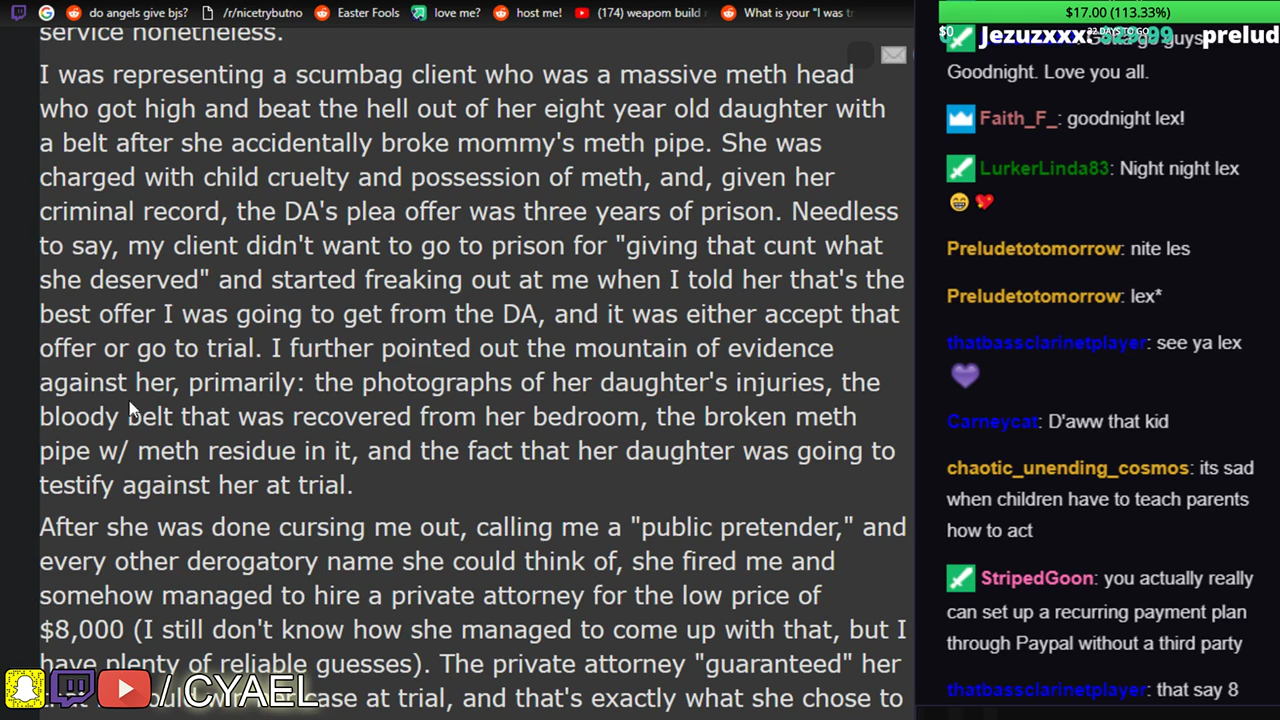 do angels give bjs?
/r/nicetrybutno
Easter Fools
love me?
host me!
(174) weapom build
What is your "I was tr
service nonetheless.
I was representing a scumbag client who was a massive meth head
who got high and beat the hell out of her eight year old daughter with
a belt after she accidentally broke mommy's meth pipe. She was
charged with child cruelty and possession of meth, and, given her
criminal record, the DA's plea offer was three years of prison. Needless
to say, my client didn't want to go to prison for "giving that cunt what
she deserved" and started freaking out at me when I told her that's the
best offer I was going to get from the DA, and it was either accept that
offer or go to trial. I further pointed out the mountain of evidence
against her, primarily: the photographs of her daughter's injuries, the
bloody belt that was recovered from her bedroom, the broken meth
pipe w/ meth residue in it, and the fact that her daughter was going to
testify against her at trial.
After she was done cursing me out, calling me a "public pretender," and
every other derogatory name she could think of, she fired me and
somehow managed to hire a private attorney for the low price of
$8,000 (I still don't know how she managed to come up with that, but I
have plenty of reliable guesses). The private attorney "guaranteed" her
case at trial, and that's exactly what she chose to
/ CYAEL
$17.00 (113.33%)
$0
DAYS TO GO
Jezuzxxx:
prelud
guys
Goodnight. Love you all.
Faith_F_: goodnight lex!
LurkerLinda83: Night night lex
Preludetotomorrow: nite les
Preludetotomorrow: lex*
thatbassclarinetplayer: see ya lex
Carneycat: D'aww that kid
chaotic_unending_cosmos: its sad
when children have to teach parents
how to act
StripedGoon: you actually really
can set up a recurring payment plan
through Paypal without a third party
thatbassclarinetplayer: that say 8